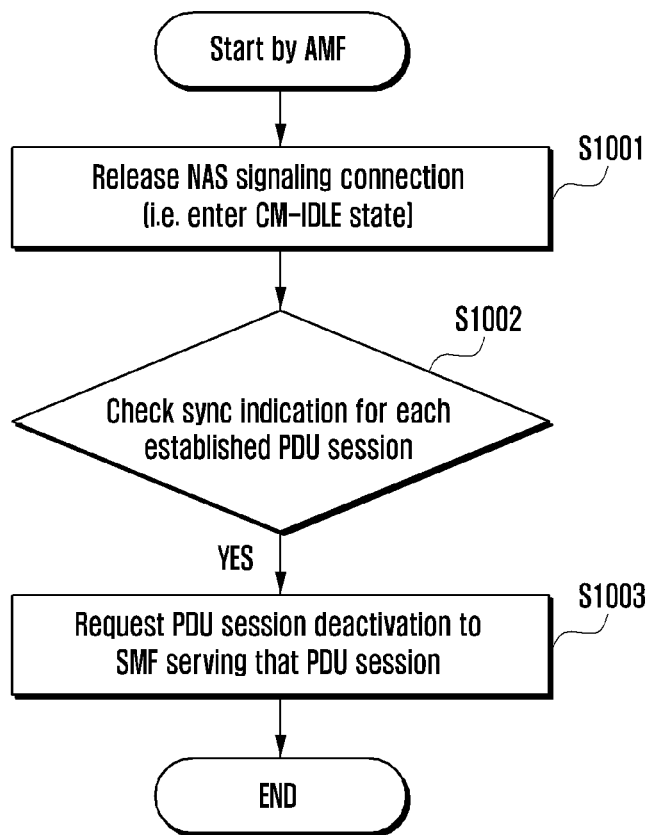 Start by AMF
S1001
Release NAS signaling connection
(i.e. enter CM-IDLE state)
S1002
Check sync indication for each
established PDU session
YES
S1003
Request PDU session deactivation to
SMF serving that PDU session
END